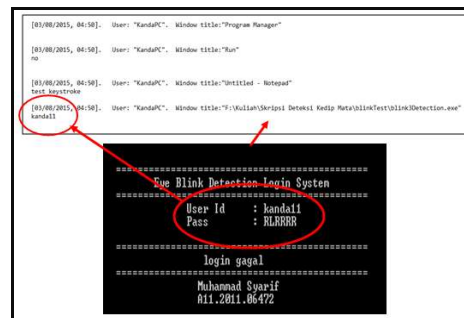 [03/08/2015, 04:50]. User: "KandaPC". Window title:"Program Manager"
[03/08/2015, 04:50]. User: "KandaPC". Window title:"Run"
no
[03/08/2015, 04:50]. User: "KandaPC". Window title:"Untitled - Notepad"
test keystroke
[03/08/2015, 04:50]. User: "KandaPC". Window title:"F:\Kuliah\Skripsi Deteksi Kedip Mata\blinkTest\blink3Detection.exe"
kanda11
==================================================
Eye Blink Detection Login System
==================================================
User Id : kanda11
Pass : RLRRRR
==================================================
login gagal
==================================================
Muhammad Syarif
A11.2011.06472